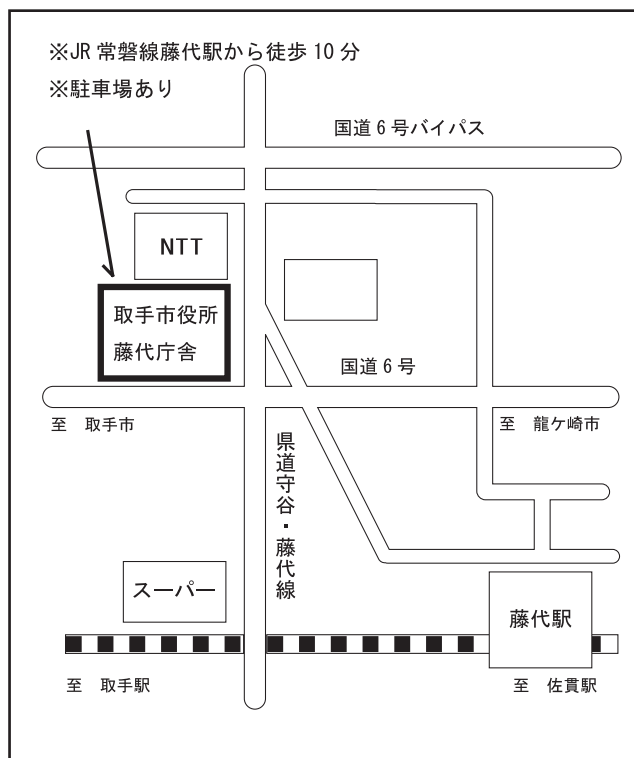 ※JR 常磐線藤代駅から徒歩 10 分
※駐車場あり
国道 6 号バイパス
NTT
取手市役所
藤代庁舎
国道 6 号
至　取手市
至　龍ケ崎市
県道守谷・藤代線
スーパー
藤代駅
至　取手駅
至　佐貫駅